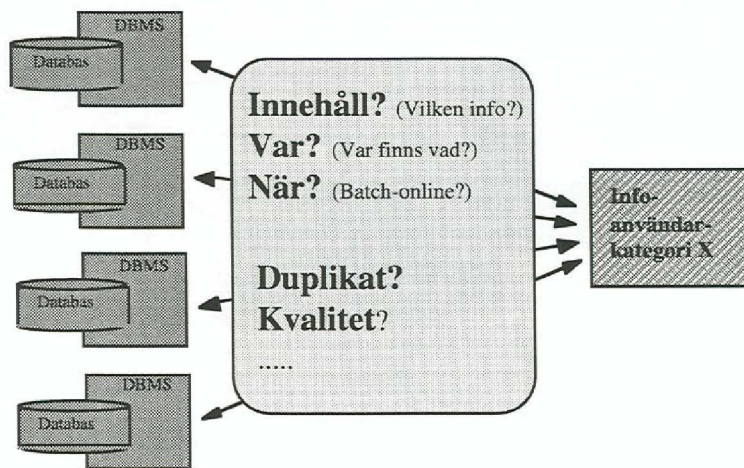 DBMS
Databas
DBMS
Databas
DBMS
Databas
DBMS
Databas
Innehåll? (Vilken info?)
Var? (Var finns vad?)
När? (Batch-online?)
Duplikat?
Kvalitet?
.....
Info-
användar-
kategori X